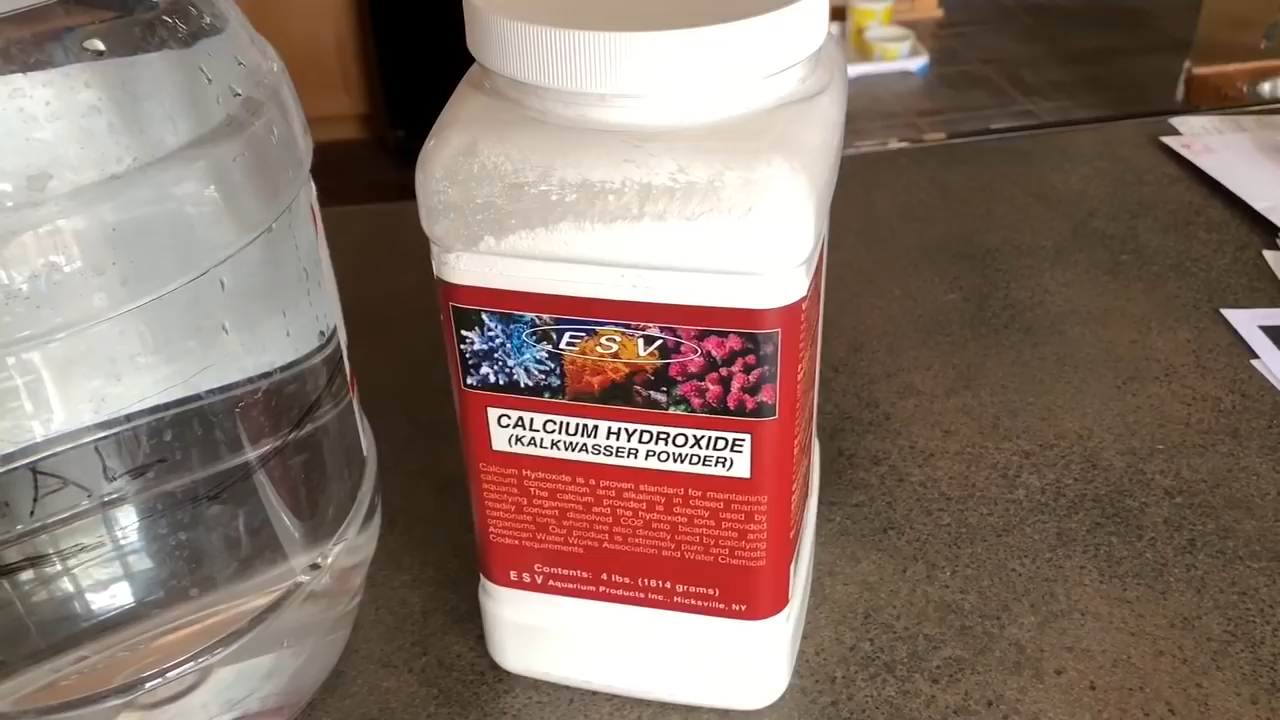 ESV
CALCIUM HYDROXIDE
(KALKWASSER POWDER)
Calcium Hydroxide is a proven standard for maintaining
calcium concentration and alkalinity in closed marine
aquaria. The calcium provided is directly used by
calcifying organisms, and the hydroxide ions provided
readily convert dissolved CO2 into bicarbonate and
carbonate ions, which are also directly used by calcifying
organisms. Our product is extremely pure and meets
American Water Works Association and Water Chemical
Codex requirements.
Contents: 4 lbs. (1814 grams)
ESV Aquarium Products Inc., Hicksville, NY